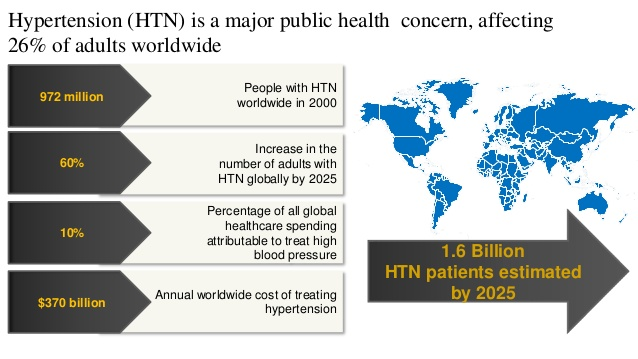 Hypertension (HTN) is a major public health concern, affecting
26% of adults worldwide
972 million
People with HTN
worldwide in 2000
60%
Increase in the
number of adults with
HTN globally by 2025
10%
Percentage of all global
healthcare spending
attributable to treat high
blood pressure
$370 billion
Annual worldwide cost of treating
hypertension
1.6 Billion
HTN patients estimated
by 2025